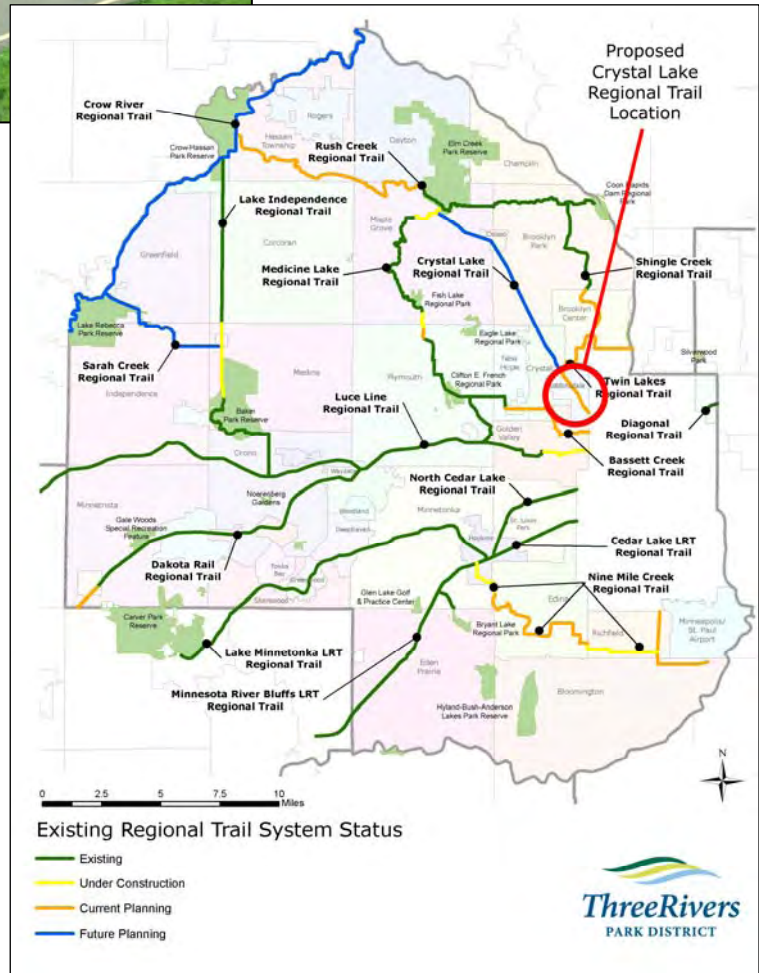 Proposed
Crystal Lake
Regional Trail
Location
Crow River
Regional Trail
Rogers
Hassan
Township
Crow-Hassan
Park Reserve
Dayton
Rush Creek
Regional Trail
Elm Creek
Park Reserve
Champlin
Coon Rapids
Dam Regional
Park
Lake Independence
Regional Trail
Maple
Grove
Osseo
Brooklyn
Park
Greenfield
Corcoran
Medicine Lake
Regional Trail
Crystal Lake
Regional Trail
Shingle Creek
Regional Trail
Fish Lake
Regional Park
Brooklyn
Center
Lake Rebecca
Park Reserve
Eagle Lake
Regional Park
Silverwood Park
Sarah Creek
Regional Trail
New
Hope
Crystal
Robbinsdale
Independence
Medina
Plymouth
Clifton E. French
Regional Park
Twin Lakes
Regional Trail
Baker
Park Reserve
Luce Line
Regional Trail
Golden
Valley
Diagonal
Regional Trail
Bassett Creek
Regional Trail
Orono
Wayzata
North Cedar Lake
Regional Trail
Minnetrista
Noerenberg
Gardens
Woodland
Deephaven
Minnetonka
St. Louis
Park
Gale Woods
Special Recreation
Feature
Hopkins
Cedar Lake LRT
Regional Trail
Dakota Rail
Regional Trail
Tonka
Bay
Greenwood
Shorewood
Nine Mile Creek
Regional Trail
Glen Lake Golf
& Practice Center
Edina
Carver Park
Reserve
Bryant Lake
Regional Park
Richfield
Minneapolis/
St. Paul
Airport
Lake Minnetonka LRT
Regional Trail
Eden
Prairie
Minnesota River Bluffs LRT
Regional Trail
Bloomington
Hyland-Bush-Anderson
Lakes Park Reserve
N
0 2.5 5 7.5 10
Miles
Existing Regional Trail System Status
Existing
Under Construction
Current Planning
Future Planning
ThreeRivers
PARK DISTRICT